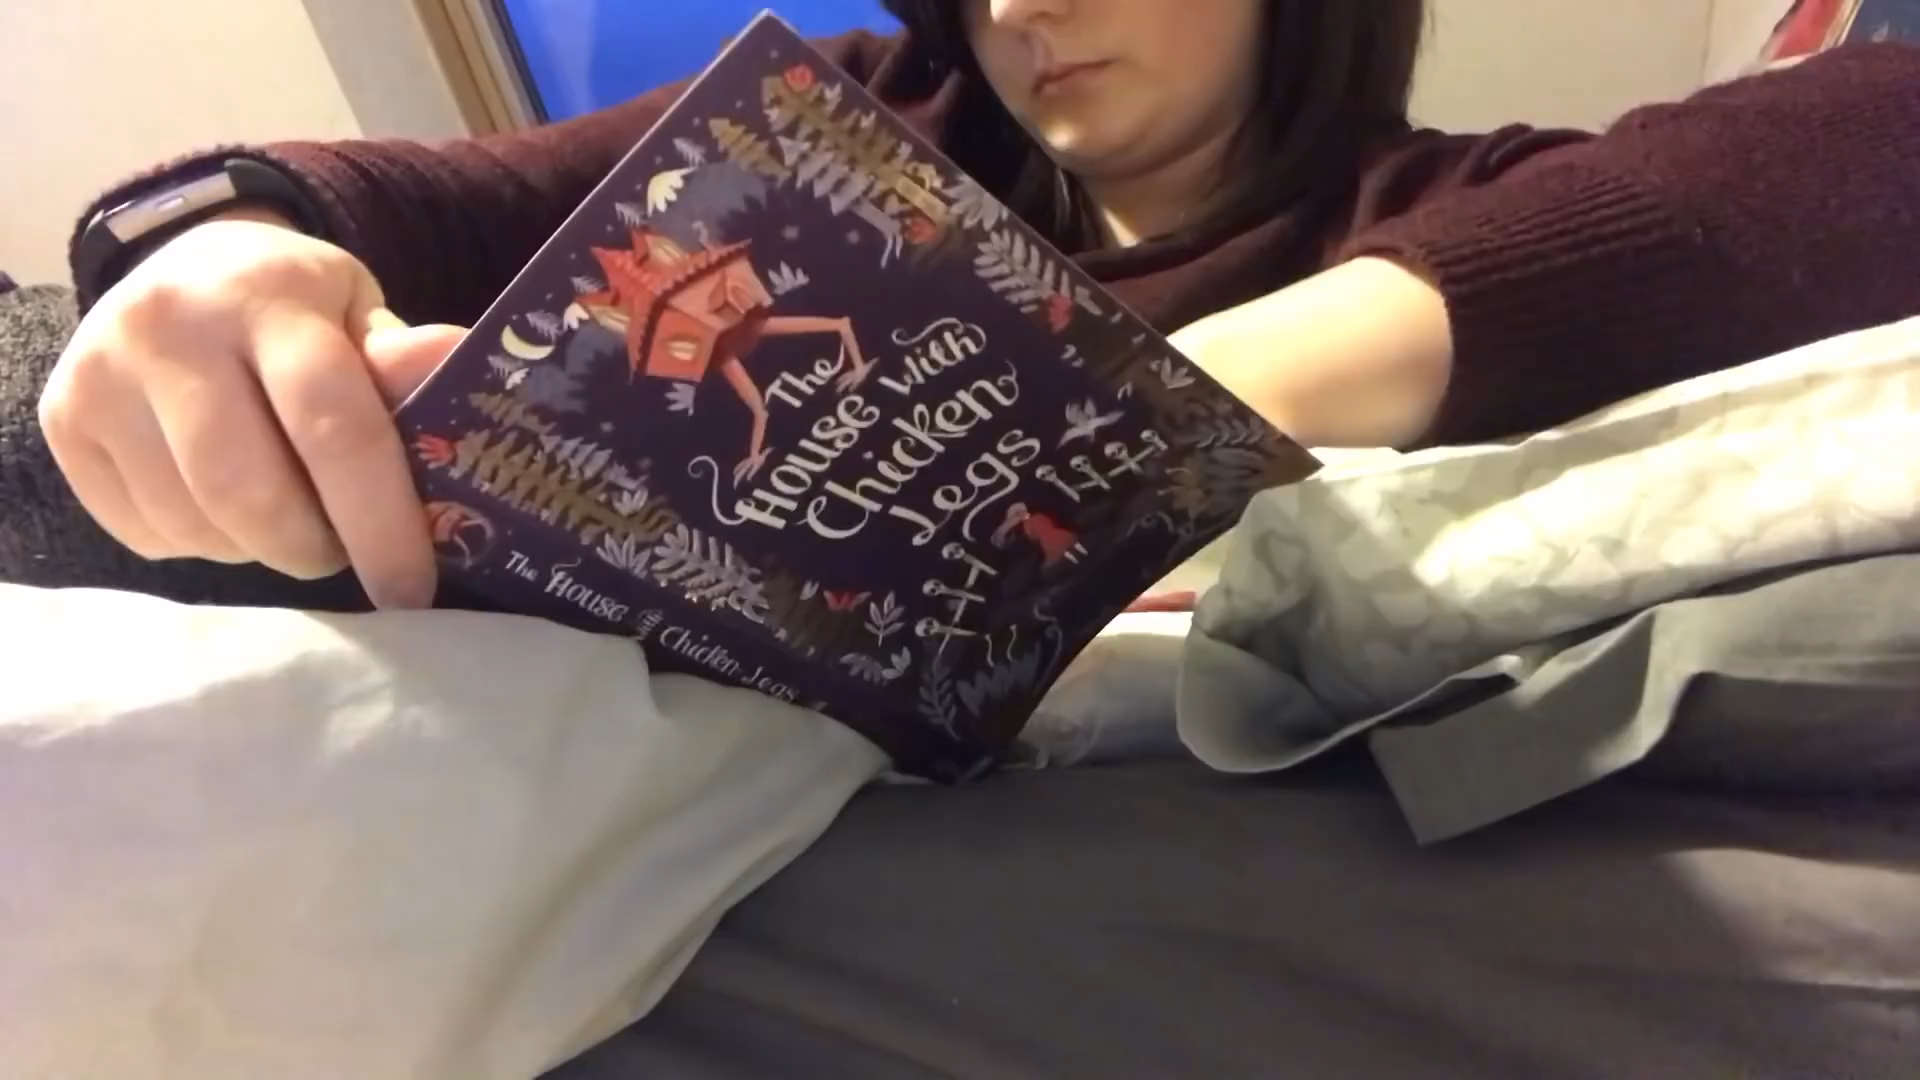 The
House with
Chicken
Legs
The House with Chicken Legs